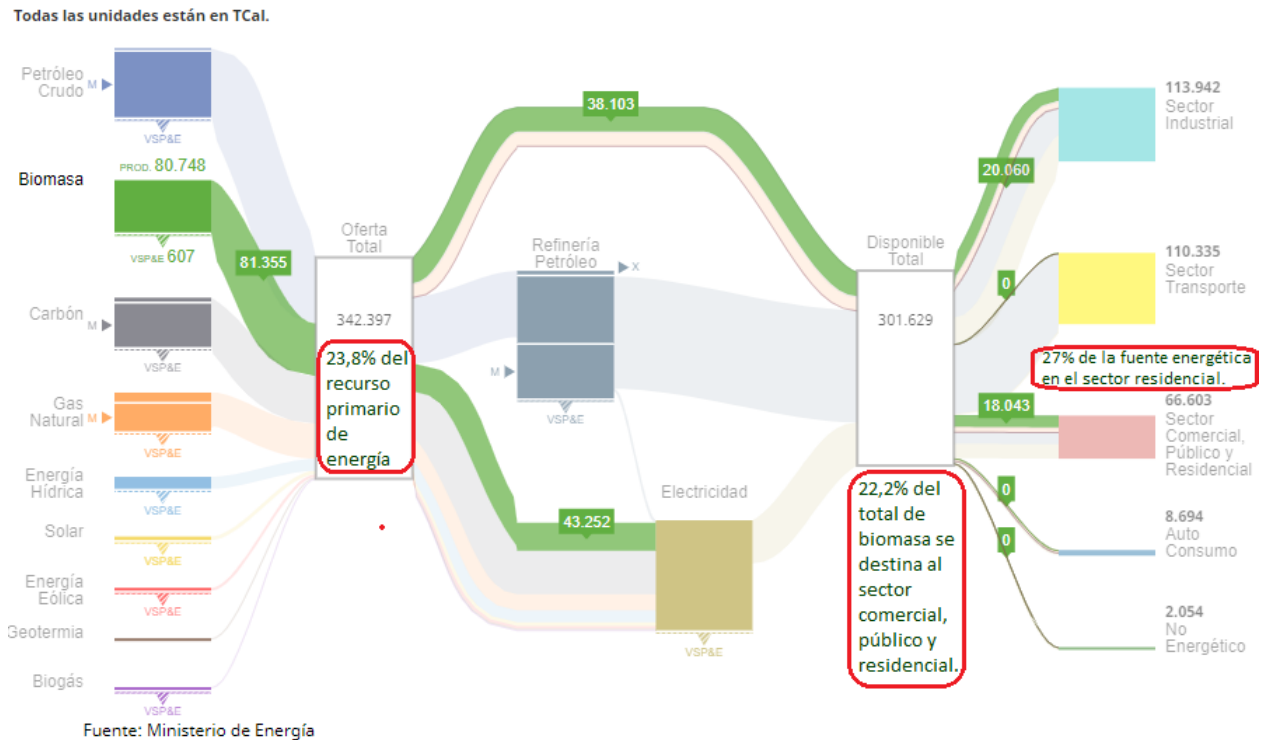 Todas las unidades están en TCal.
Petróleo
Crudo
M
VSP&E
PROD. 80.748
Biomasa
VSP&E 607
81.355
Carbón
M
VSP&E
Gas
Natural
M
VSP&E
Energía
Hídrica
VSP&E
Solar
VSP&E
Energía
Eólica
VSP&E
Geotermia
Biogás
VSP&E
Oferta
Total
342.397
23,8% del
recurso
primario
de
energía
38.103
Refinería
Petróleo
X
M
VSP&E
43.252
Electricidad
VSP&E
Disponible
Total
301.629
22,2% del
total de
biomasa se
destina al
sector
comercial,
público y
residencial.
20.060
0
18.043
0
0
113.942
Sector
Industrial
110.335
Sector
Transporte
27% de la fuente energética
en el sector residencial.
66.603
Sector
Comercial,
Público y
Residencial
8.694
Auto
Consumo
2.054
No
Energético
Fuente: Ministerio de Energía